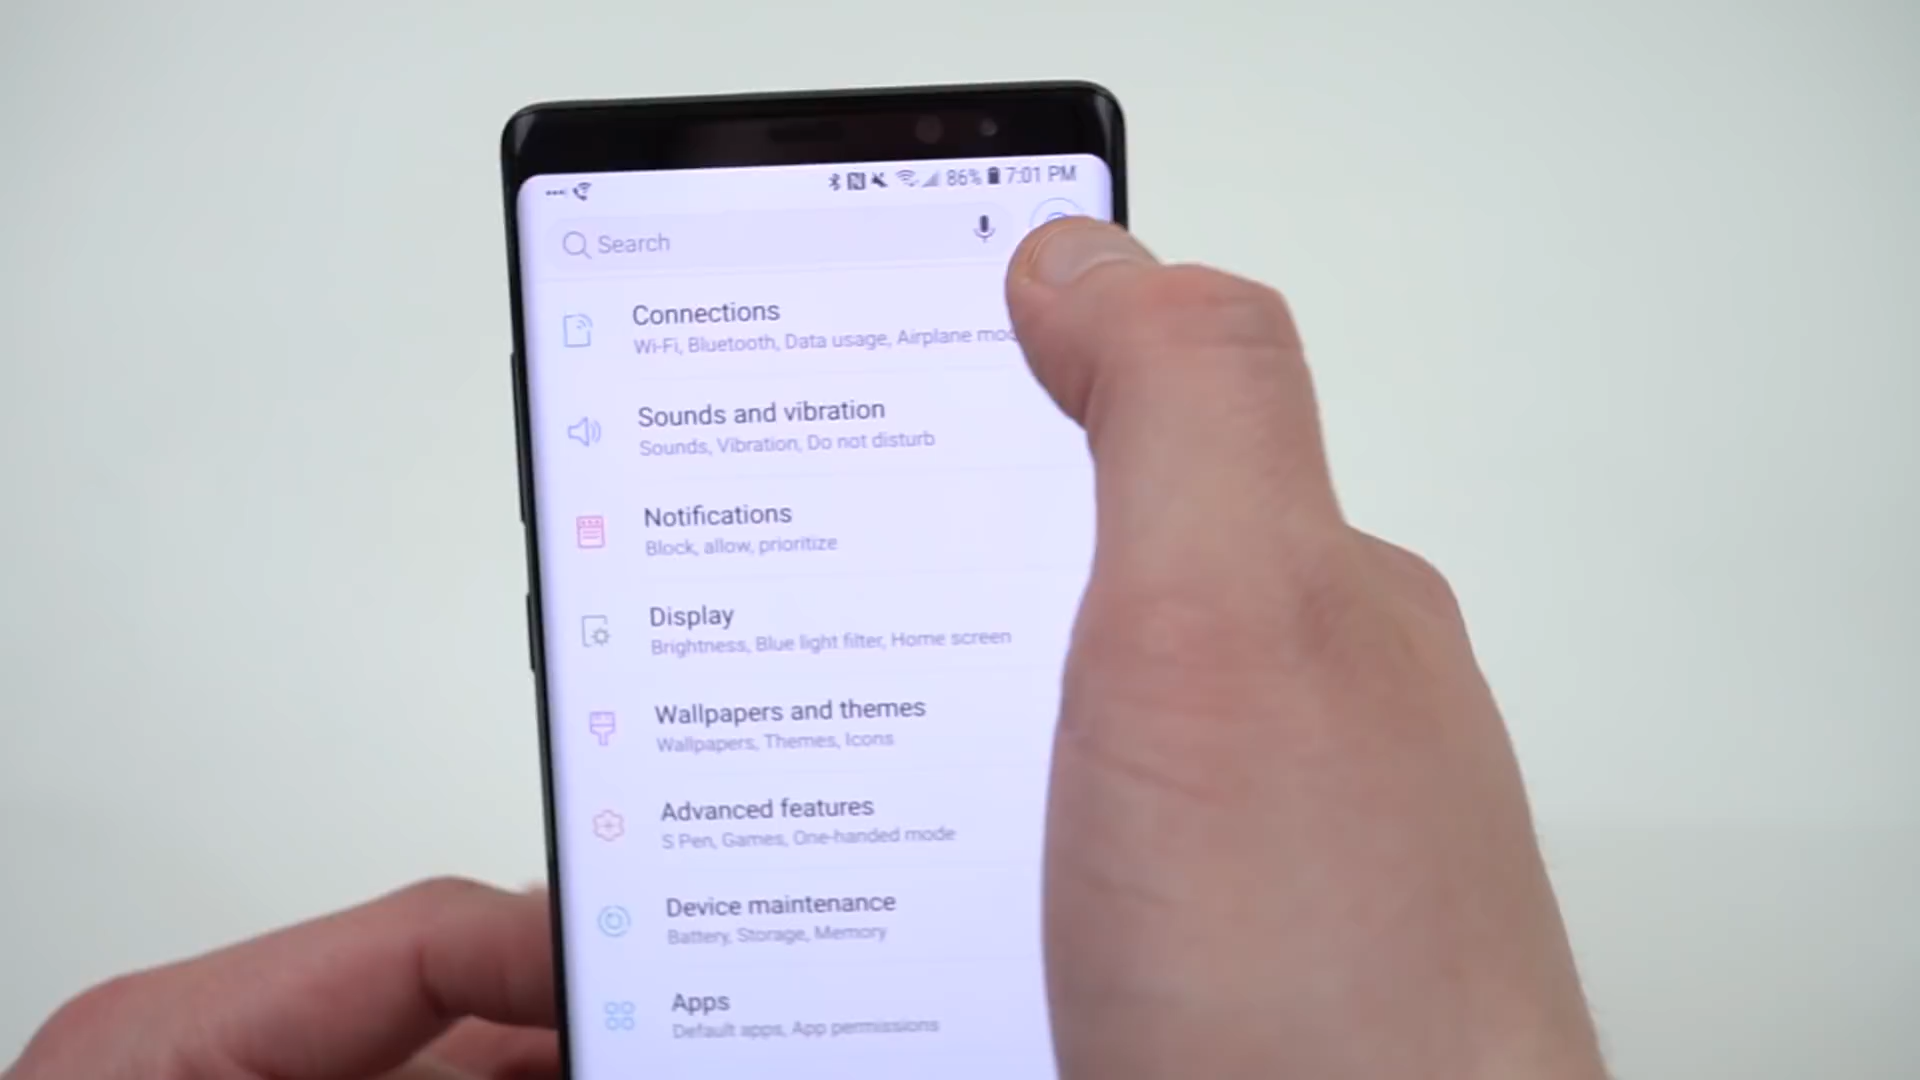 86% 7:01 PM
Search
Connections
Wi-Fi, Bluetooth, Data usage, Airplane mo
Sounds and vibration
Sounds, Vibration, Do not disturb
Notifications
Block, allow, prioritize
Display
Brightness, Blue light filter, Home screen
Wallpapers and themes
Wallpapers, Themes, Icons
Advanced features
S Pen, Games, One-handed mode
Device maintenance
Battery, Storage, Memory
Apps
Default apps, App permissions